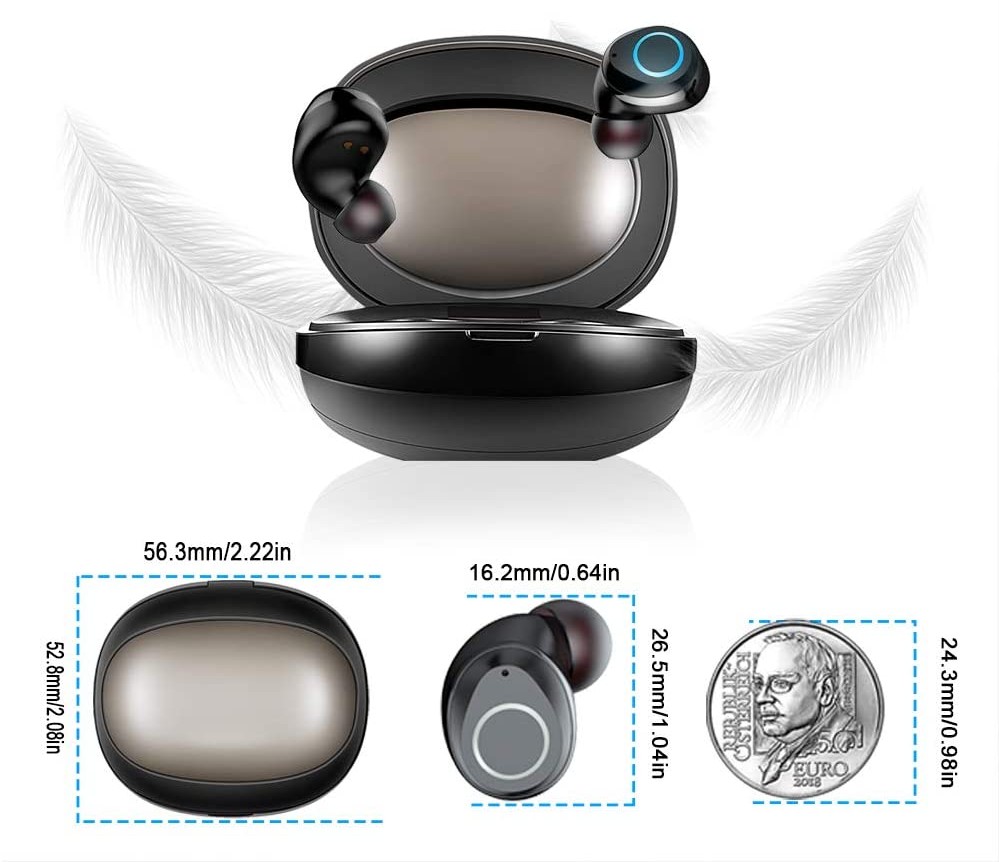 56.3mm/2.22in
16.2mm/0.64in
52.8mm/2.08in
26.5mm/1.04in
24.3mm/0.98in
REPUBLIK-
ÖSTERREICH
EURO
2018